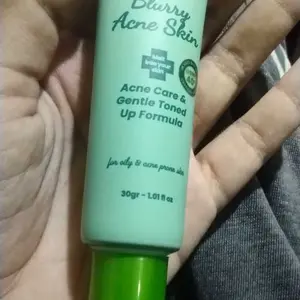 Blurry
Acne Skin
Acne Care &
Gentle Toned
Up Formula
for oily & acne prone skin
30gr - 1.01 fl oz